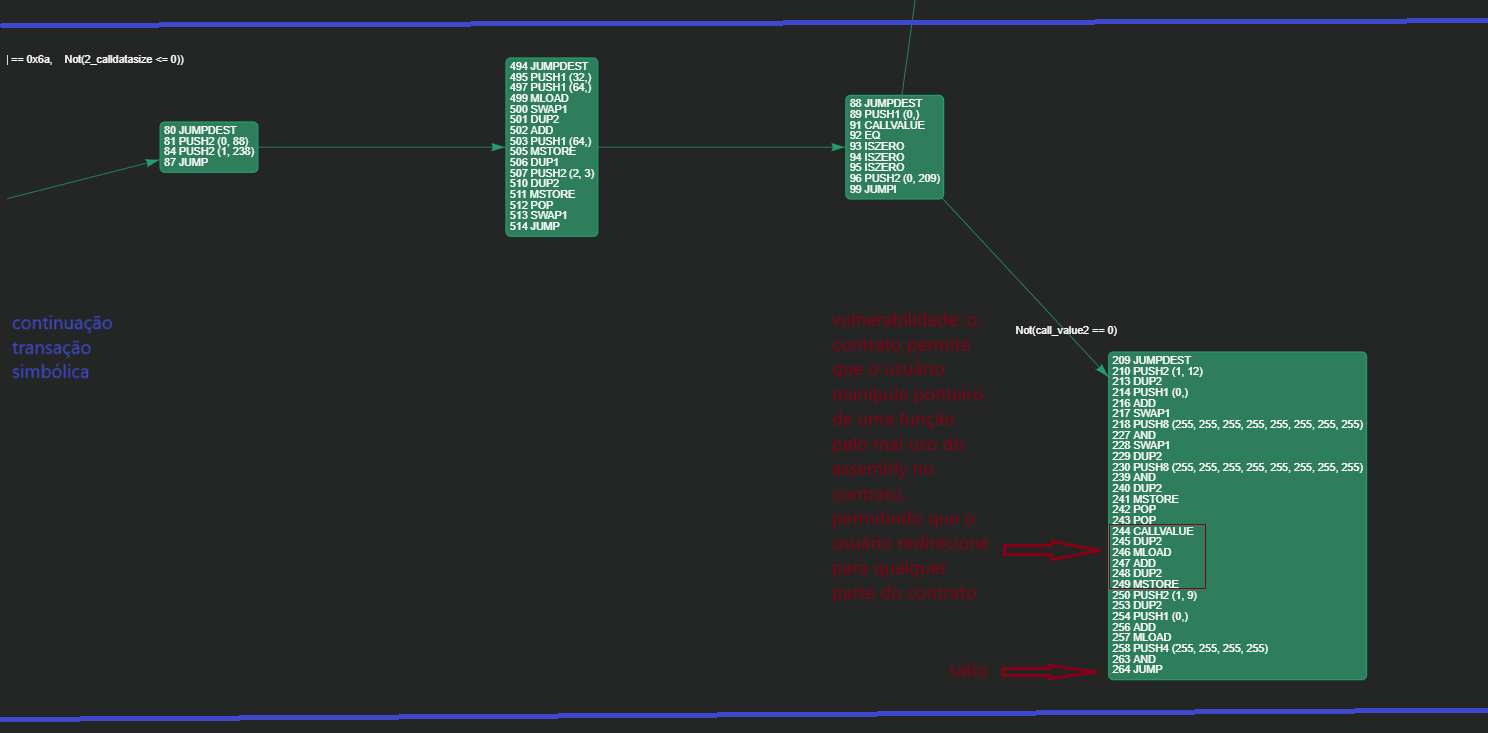 | == 0x6a, Not(2_calldatasize <= 0))
80 JUMPDEST
81 PUSH2 (0, 88)
84 PUSH2 (1, 238)
87 JUMP
494 JUMPDEST
495 PUSH1 (32,)
497 PUSH1 (64,)
499 MLOAD
500 SWAP1
501 DUP2
502 ADD
503 PUSH1 (64,)
505 MSTORE
506 DUP1
507 PUSH2 (2, 3)
510 DUP2
511 MSTORE
512 POP
513 SWAP1
514 JUMP
88 JUMPDEST
89 PUSH1 (0,)
91 CALLVALUE
92 EQ
93 ISZERO
94 ISZERO
95 ISZERO
96 PUSH2 (0, 209)
99 JUMPI
continuação
transação
simbólica
vulnerabilidade: o
contrato permite
que o usuário
manipule ponteiro
de uma função
pelo mal uso do
assembly no
contrato,
permitindo que o
usuário redirecione
para qualquer
parte do contrato
salto
Not(call_value2 == 0)
209 JUMPDEST
210 PUSH2 (1, 12)
213 DUP2
214 PUSH1 (0,)
216 ADD
217 SWAP1
218 PUSH8 (255, 255, 255, 255, 255, 255, 255, 255)
227 AND
228 SWAP1
229 DUP2
230 PUSH8 (255, 255, 255, 255, 255, 255, 255, 255)
239 AND
240 DUP2
241 MSTORE
242 POP
243 POP
244 CALLVALUE
245 DUP2
246 MLOAD
247 ADD
248 DUP2
249 MSTORE
250 PUSH2 (1, 9)
253 DUP2
254 PUSH1 (0,)
256 ADD
257 MLOAD
258 PUSH4 (255, 255, 255, 255)
263 AND
264 JUMP